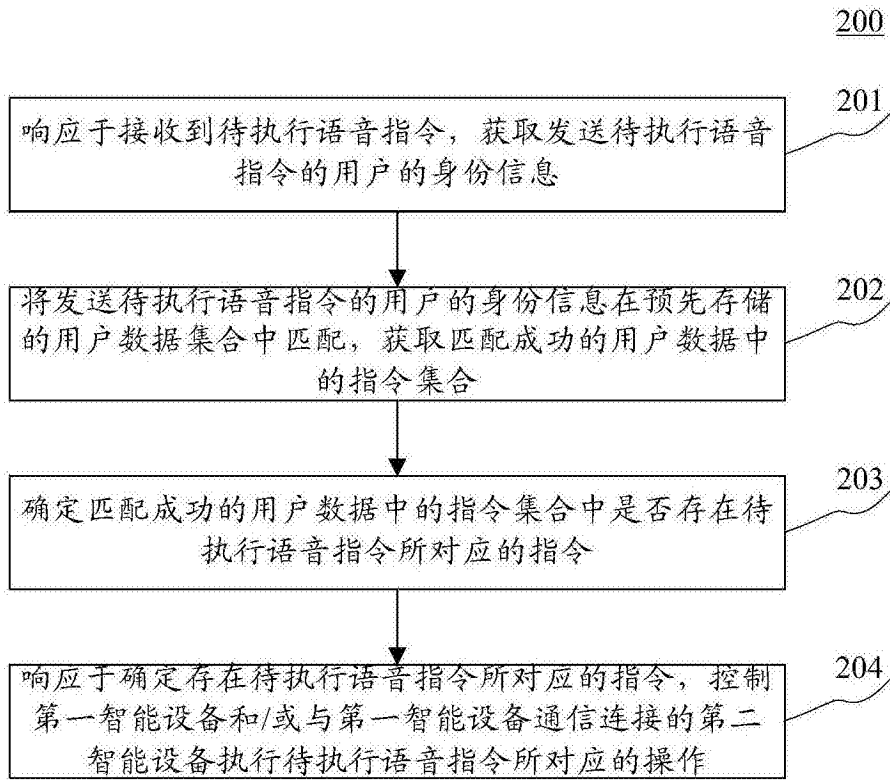 200
201
响应于接收到待执行语音指令，获取发送待执行语音
指令的用户的身份信息
202
将发送待执行语音指令的用户的身份信息在预先存储
的用户数据集合中匹配，获取匹配成功的用户数据中
的指令集合
203
确定匹配成功的用户数据中的指令集合中是否存在待
执行语音指令所对应的指令
204
响应于确定存在待执行语音指令所对应的指令，控制
第一智能设备和/或与第一智能设备通信连接的第二
智能设备执行待执行语音指令所对应的操作